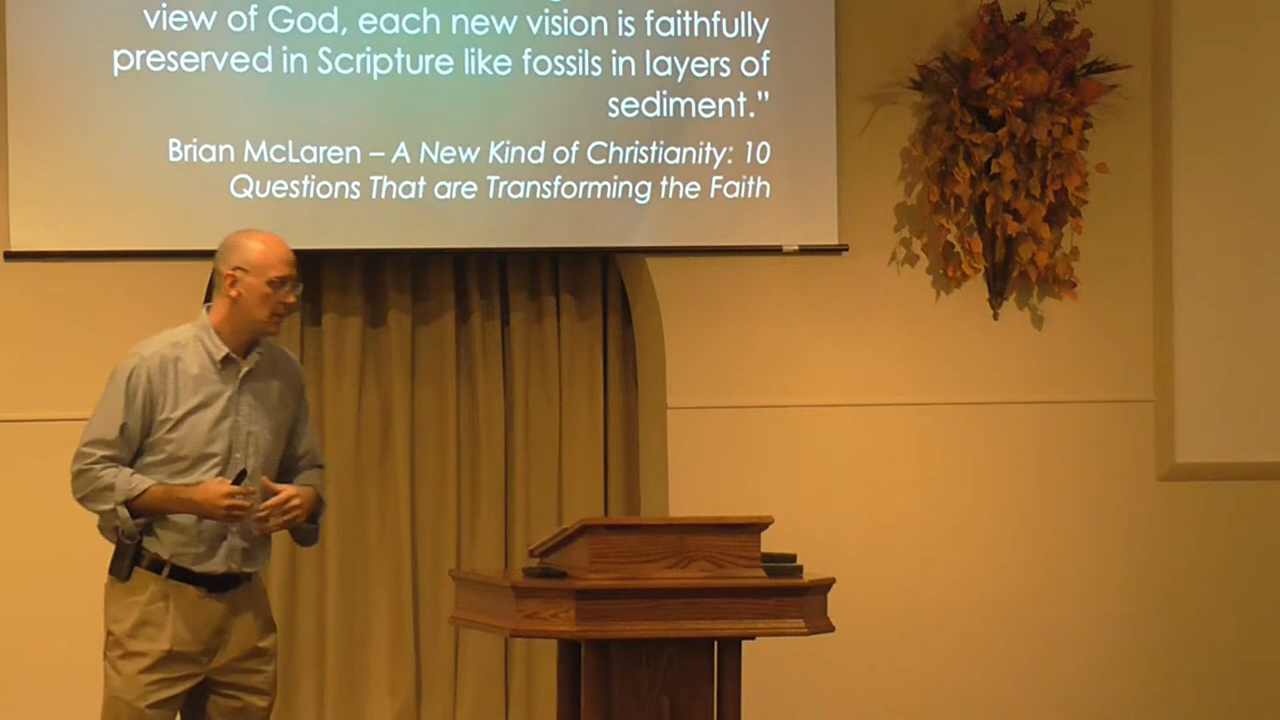 view of God, each new vision is faithfully
preserved in Scripture like fossils in layers of
sediment."
Brian McLaren – A New Kind of Christianity: 10
Questions That are Transforming the Faith